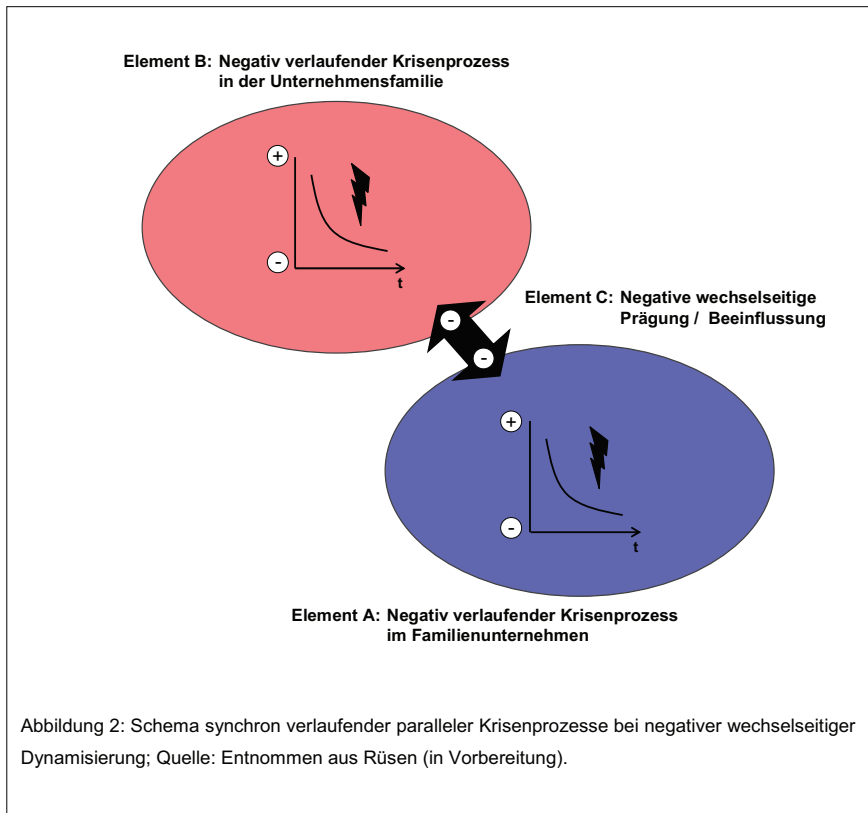 Element B: Negativ verlaufender Krisenprozess
in der Unternehmensfamilie
+
-
t
Element C: Negative wechselseitige
Prägung / Beeinflussung
-
-
+
-
t
Element A: Negativ verlaufender Krisenprozess
im Familienunternehmen
Abbildung 2: Schema synchron verlaufender paralleler Krisenprozesse bei negativer wechselseitiger
Dynamisierung; Quelle: Entnommen aus Rüsen (in Vorbereitung).